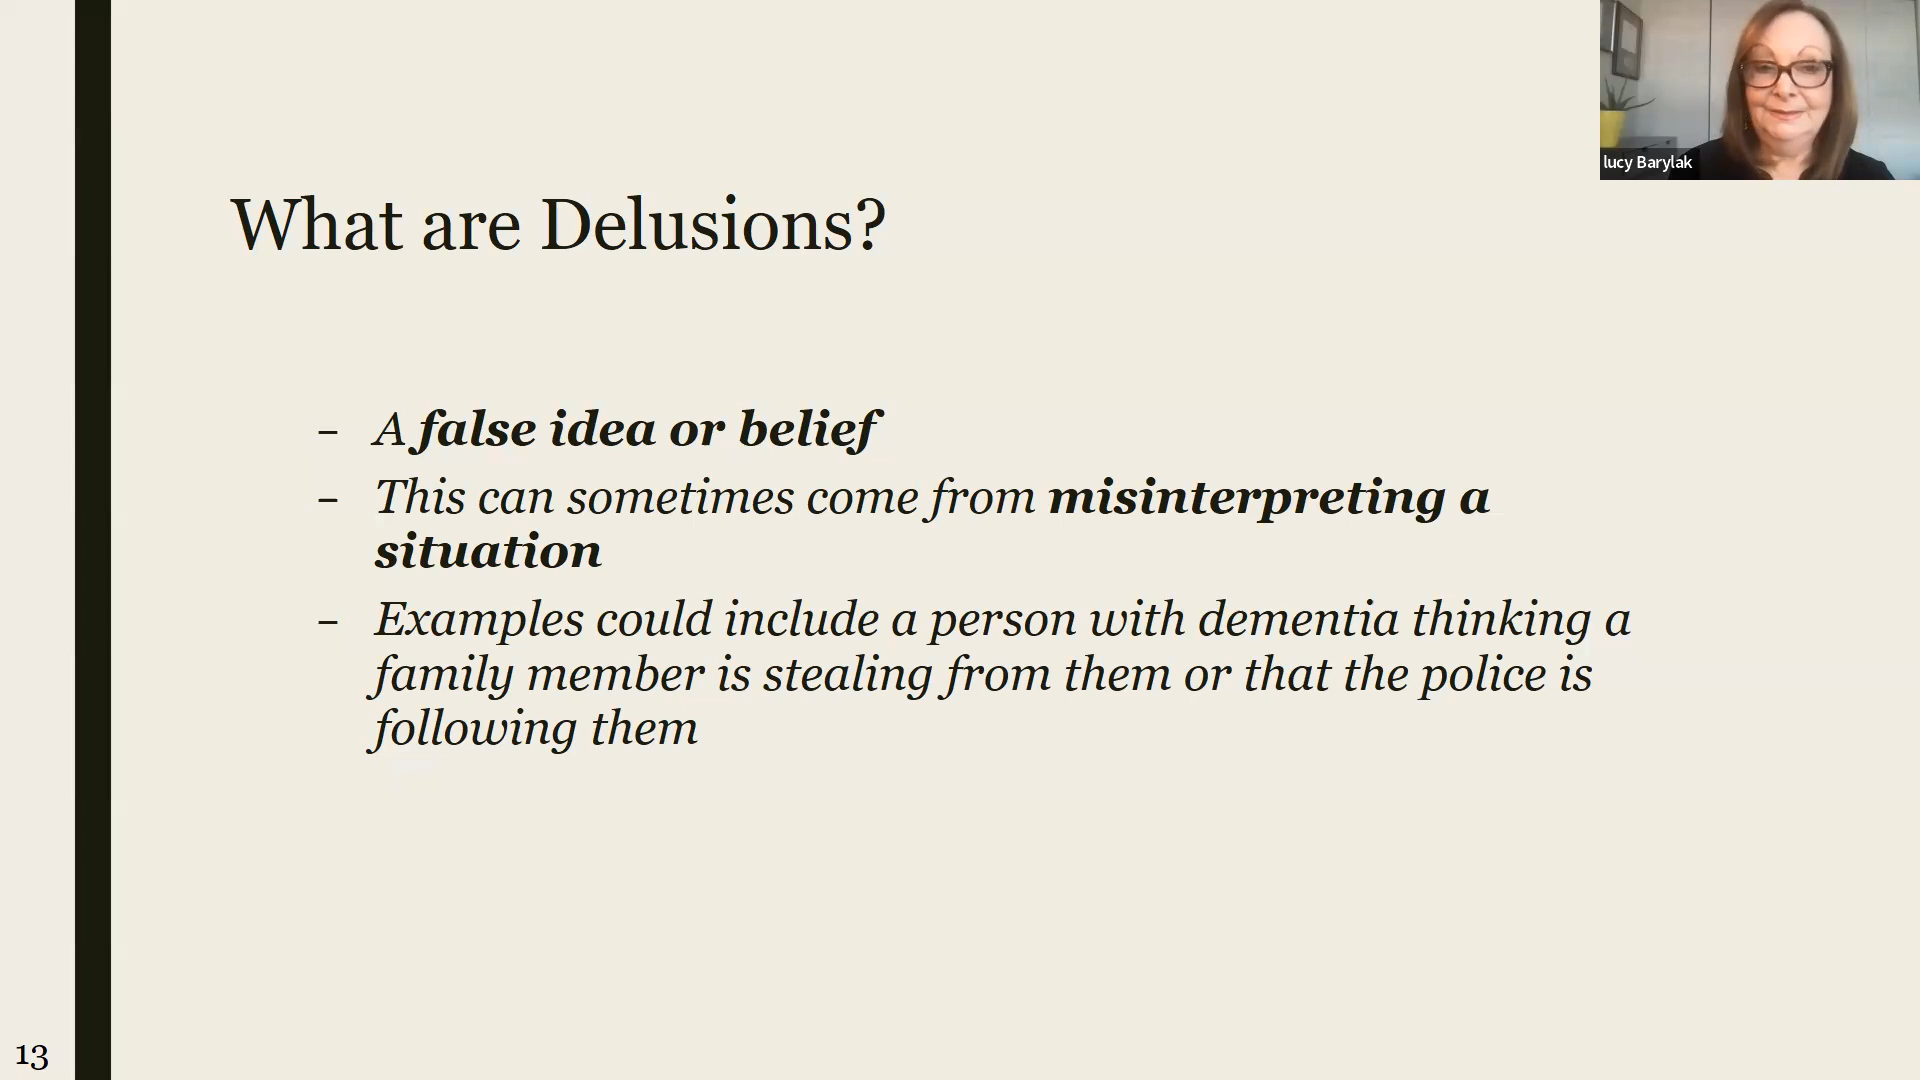 lucy Barylak
What are Delusions?
– A false idea or belief
– This can sometimes come from misinterpreting a
situation
– Examples could include a person with dementia thinking a
family member is stealing from them or that the police is
following them
13